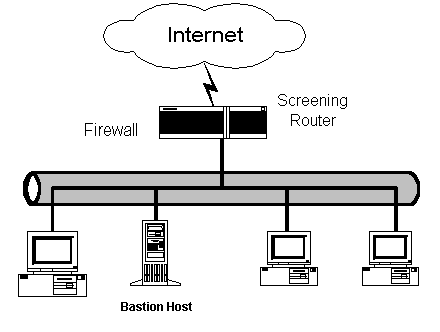 Internet
Screening
Router
Firewall
Bastion Host